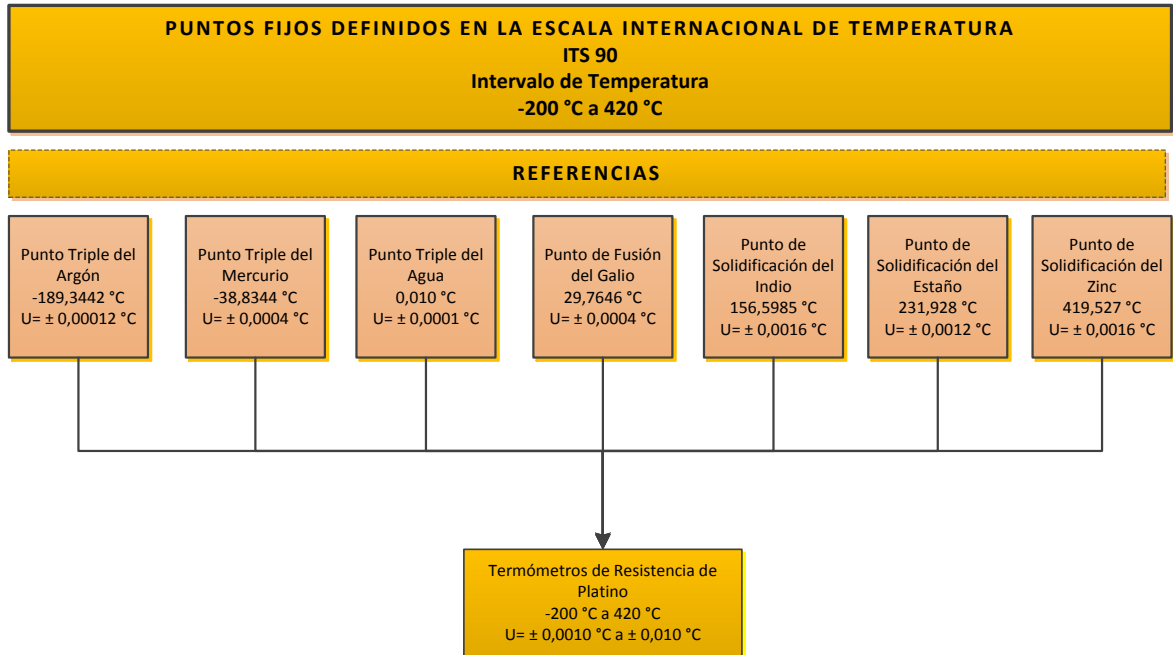 PUNTOS FIJOS DEFINIDOS EN LA ESCALA INTERNACIONAL DE TEMPERATURA
ITS 90
Intervalo de Temperatura
-200 °C a 420 °C
REFERENCIAS
Punto Triple del
Argón
-189,3442 °C
U= ± 0,00012 °C
Punto Triple del
Mercurio
-38,8344 °C
U= ± 0,0004 °C
Punto Triple del
Agua
0,010 °C
U= ± 0,0001 °C
Punto de Fusión
del Galio
29,7646 °C
U= ± 0,0004 °C
Punto de
Solidificación del
Indio
156,5985 °C
U= ± 0,0016 °C
Punto de
Solidificación del
Estaño
231,928 °C
U= ± 0,0012 °C
Punto de
Solidificación del
Zinc
419,527 °C
U= ± 0,0016 °C
Termómetros de Resistencia de
Platino
-200 °C a 420 °C
U= ± 0,0010 °C a ± 0,010 °C